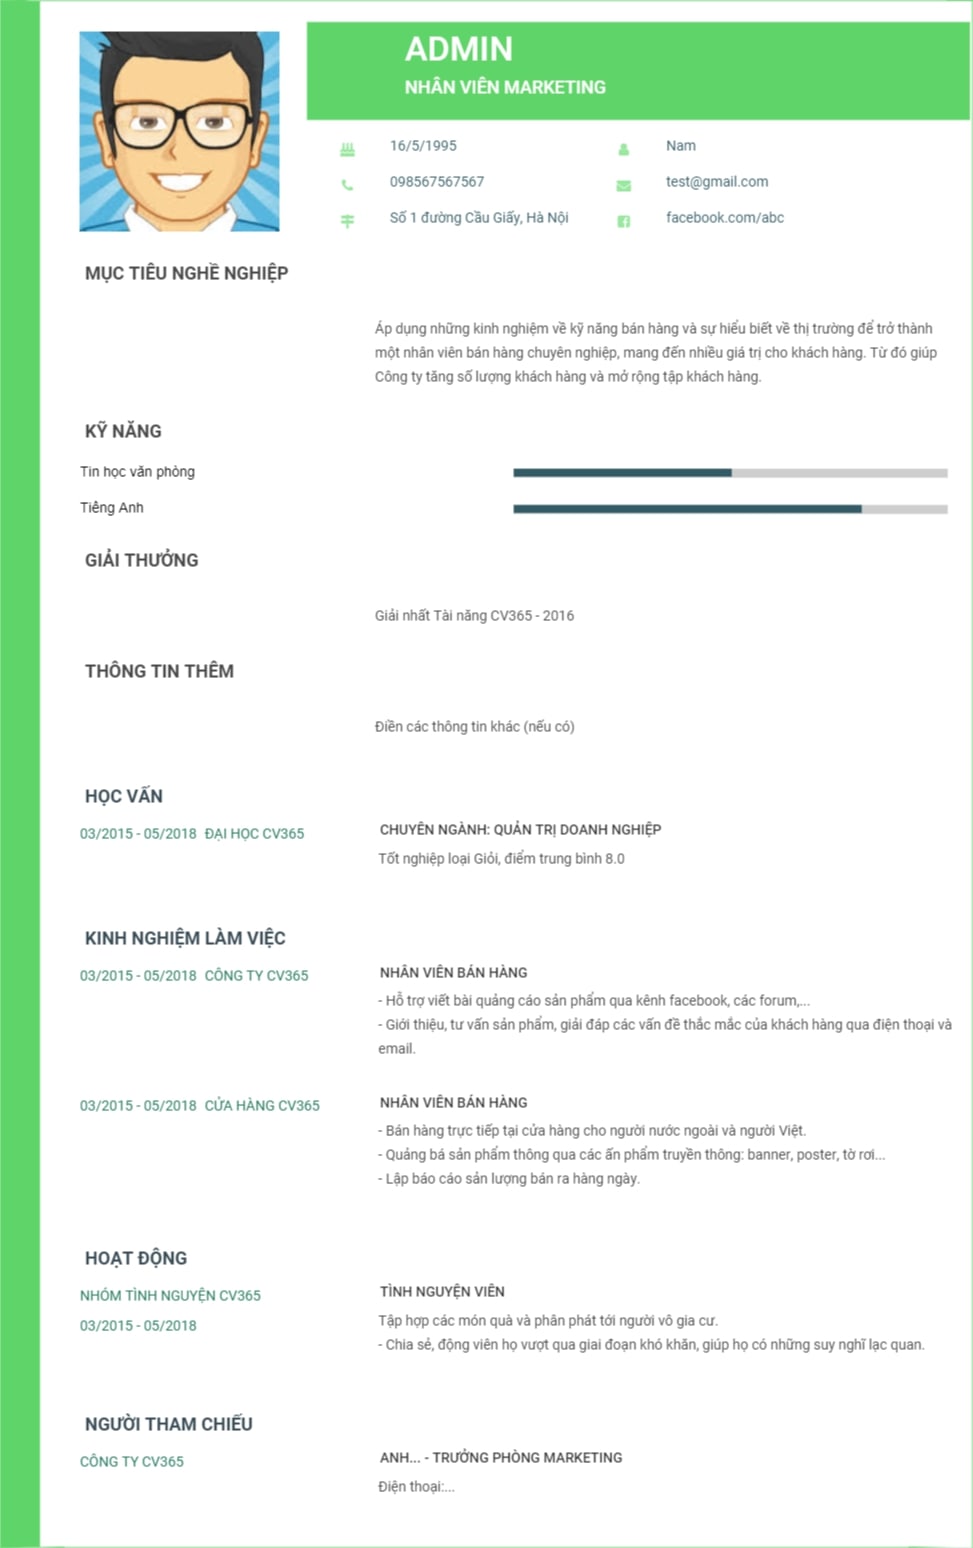 ADMIN
NHÂN VIÊN MARKETING
16/5/1995
Nam
098567567567
test@gmail.com
Số 1 đường Cầu Giấy, Hà Nội
facebook.com/abc
MỤC TIÊU NGHỀ NGHIỆP
Áp dụng những kinh nghiệm về kỹ năng bán hàng và sự hiểu biết về thị trường để trở thành
một nhân viên bán hàng chuyên nghiệp, mang đến nhiều giá trị cho khách hàng. Từ đó giúp
Công ty tăng số lượng khách hàng và mở rộng tập khách hàng.
KỸ NĂNG
Tin học văn phòng
Tiếng Anh
GIẢI THƯỞNG
Giải nhất Tài năng CV365 - 2016
THÔNG TIN THÊM
Điền các thông tin khác (nếu có)
HỌC VẤN
03/2015 - 05/2018 ĐẠI HỌC CV365
CHUYÊN NGÀNH: QUẢN TRỊ DOANH NGHIỆP
Tốt nghiệp loại Giỏi, điểm trung bình 8.0
KINH NGHIỆM LÀM VIỆC
03/2015 - 05/2018 CÔNG TY CV365
NHÂN VIÊN BÁN HÀNG
- Hỗ trợ viết bài quảng cáo sản phẩm qua kênh facebook, các forum,...
- Giới thiệu, tư vấn sản phẩm, giải đáp các vấn đề thắc mắc của khách hàng qua điện thoại và
email.
03/2015 - 05/2018 CỬA HÀNG CV365
NHÂN VIÊN BÁN HÀNG
- Bán hàng trực tiếp tại cửa hàng cho người nước ngoài và người Việt.
- Quảng bá sản phẩm thông qua các ấn phẩm truyền thông: banner, poster, tờ rơi...
- Lập báo cáo sản lượng bán ra hàng ngày.
HOẠT ĐỘNG
NHÓM TÌNH NGUYỆN CV365
03/2015 - 05/2018
TÌNH NGUYỆN VIÊN
Tập hợp các món quà và phân phát tới người vô gia cư.
- Chia sẻ, động viên họ vượt qua giai đoạn khó khăn, giúp họ có những suy nghĩ lạc quan.
NGƯỜI THAM CHIẾU
CÔNG TY CV365
ANH... - TRƯỞNG PHÒNG MARKETING
Điện thoại:...